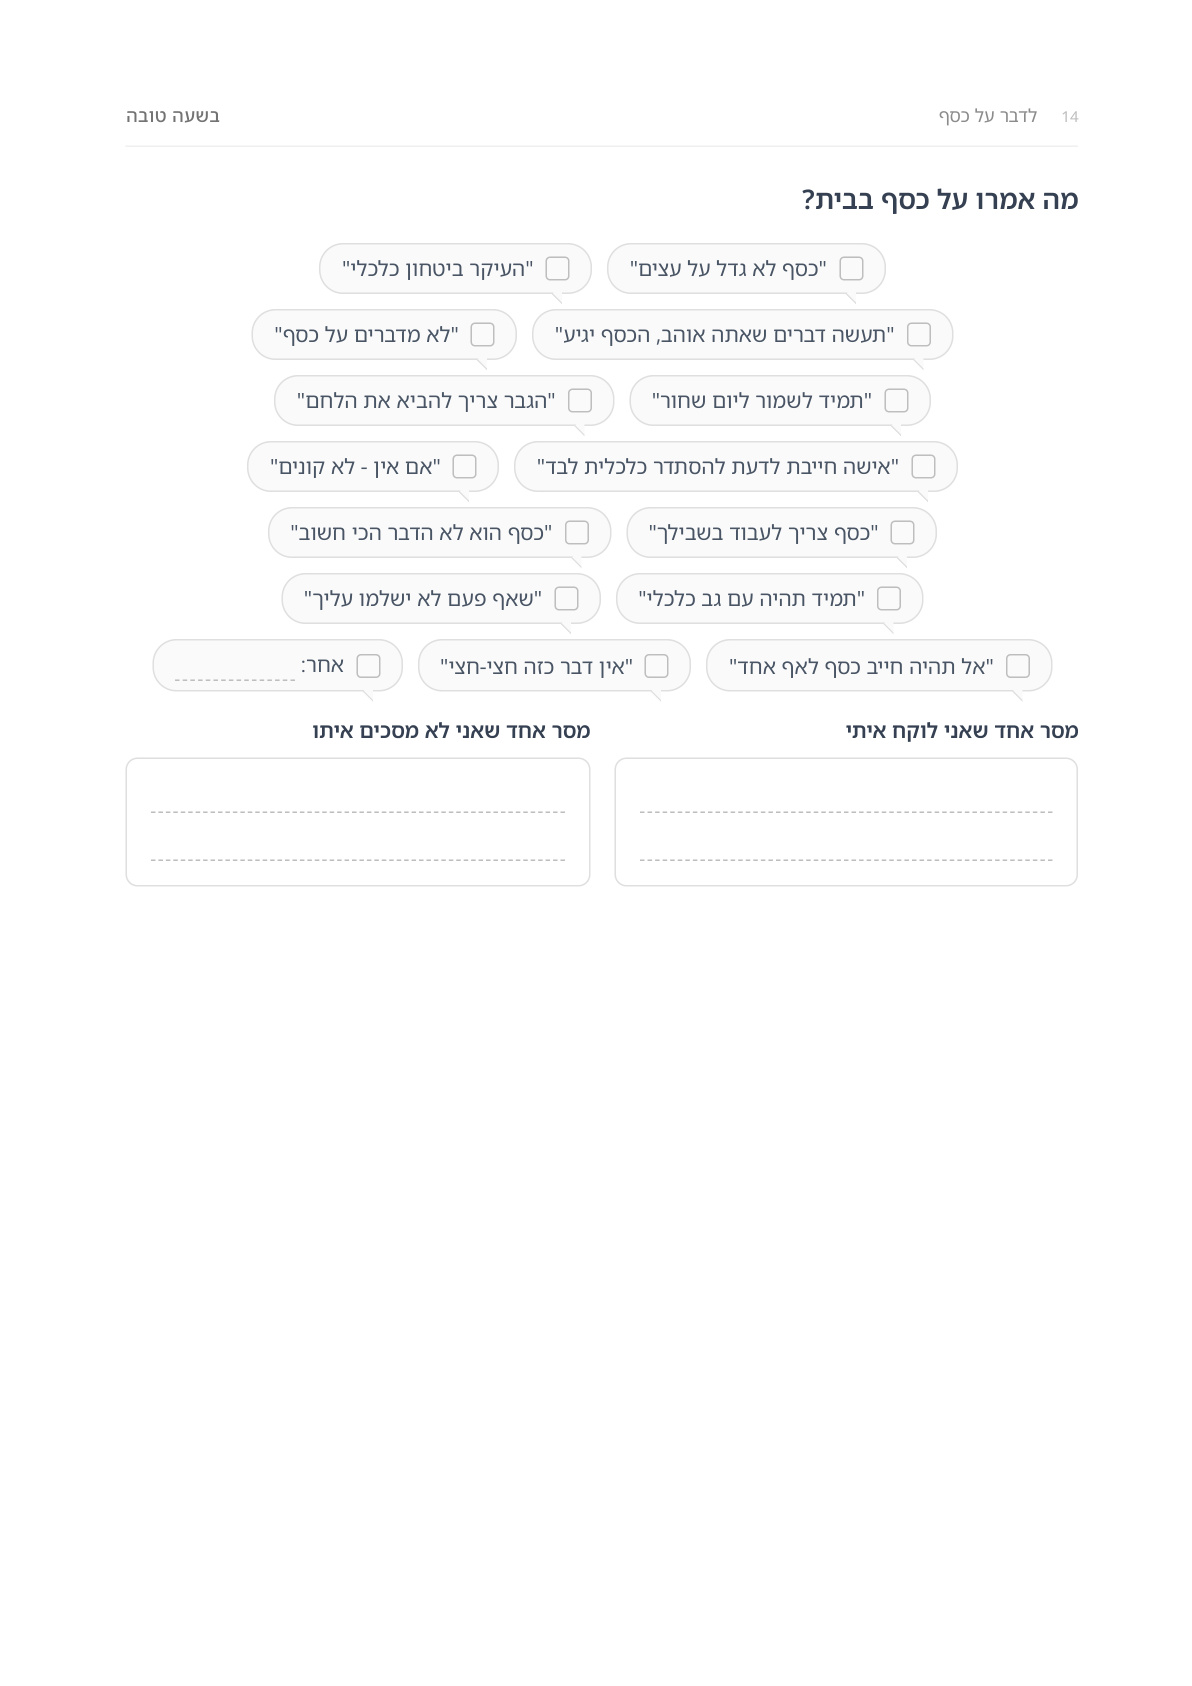 14 לדבר על כסף בשעה טובה
מה אמרו על כסף בבית?
"כסף לא גדל על עצים" "העיקר ביטחון כלכלי"
"תעשה דברים שאתה אוהב, הכסף יגיע" "לא מדברים על כסף"
"תמיד לשמור ליום שחור" "הגבר צריך להביא את הלחם"
"אישה חייבת לדעת להסתדר כלכלית לבד" "אם אין - לא קונים"
"כסף צריך לעבוד בשבילך" "כסף הוא לא הדבר הכי חשוב"
"תמיד תהיה עם גב כלכלי" "שאף פעם לא ישלמו עליך"
"אל תהיה חייב כסף לאף אחד" "אין דבר כזה חצי-חצי" אחר:
מסר אחד שאני לוקח איתי מסר אחד שאני לא מסכים איתו